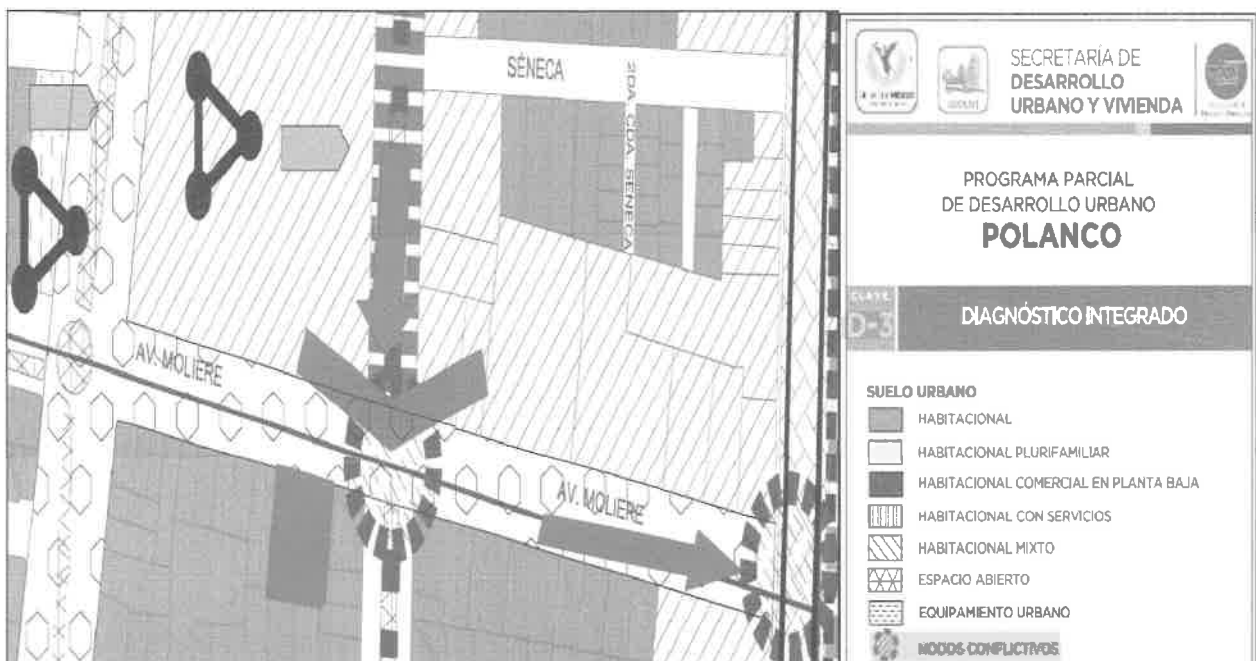 SÉNECA
2DA. CDA. SENECA
AV. MOLIERE
AV. MOLIERE
SECRETARÍA DE
DESARROLLO
URBANO Y VIVIENDA
PROGRAMA PARCIAL
DE DESARROLLO URBANO
POLANCO
CLAVE
D-3
DIAGNÓSTICO INTEGRADO
SUELO URBANO
HABITACIONAL
HABITACIONAL PLURIFAMILIAR
HABITACIONAL COMERCIAL EN PLANTA BAJA
HABITACIONAL CON SERVICIOS
HABITACIONAL MIXTO
ESPACIO ABIERTO
EQUIPAMIENTO URBANO
NODOS CONFLICTIVOS